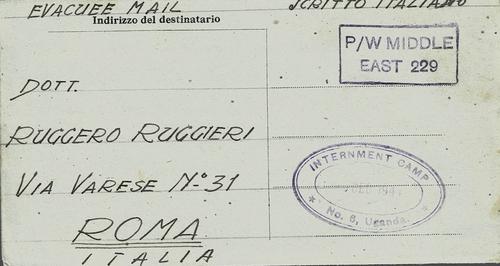 EVACUEE MAIL
SCRITTO ITALIANO
Indirizzo del destinatario
P/W MIDDLE
EAST 229
DOTT.
RUGGERO RUGGIERI
VIA VARESE N.o 31
ROMA
ITALIA
INTERNMENT CAMP
No. 6, Uganda.